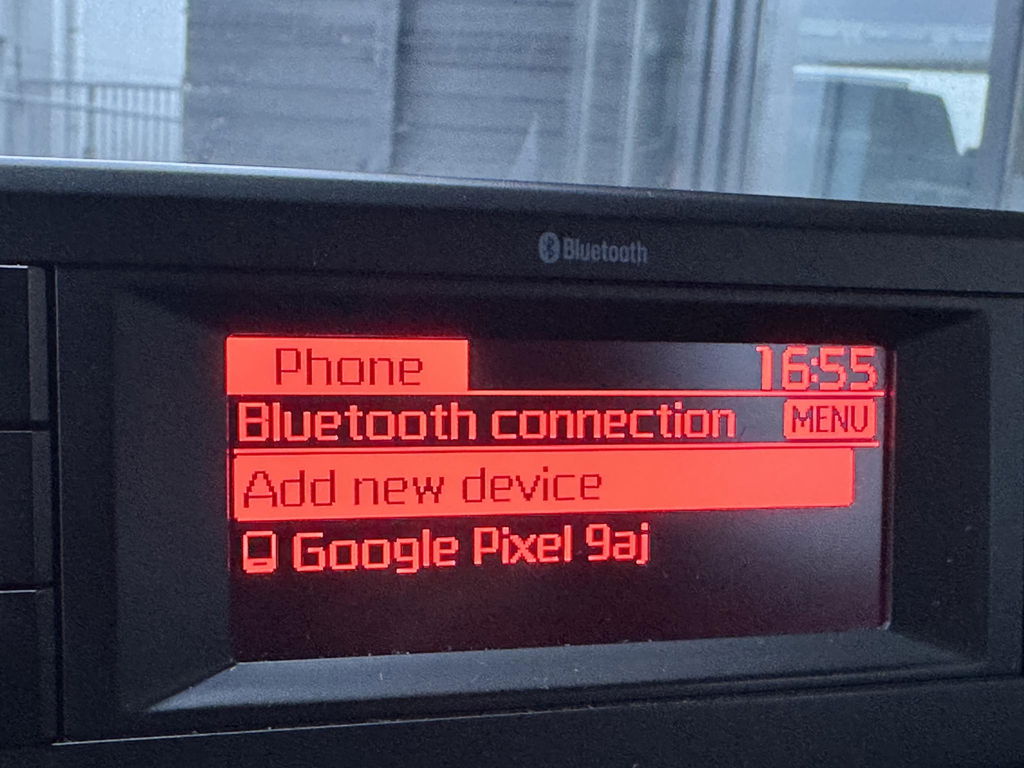 Bluetooth
Phone
16:55
Bluetooth connection
MENU
Add new device
Google Pixel 9aj